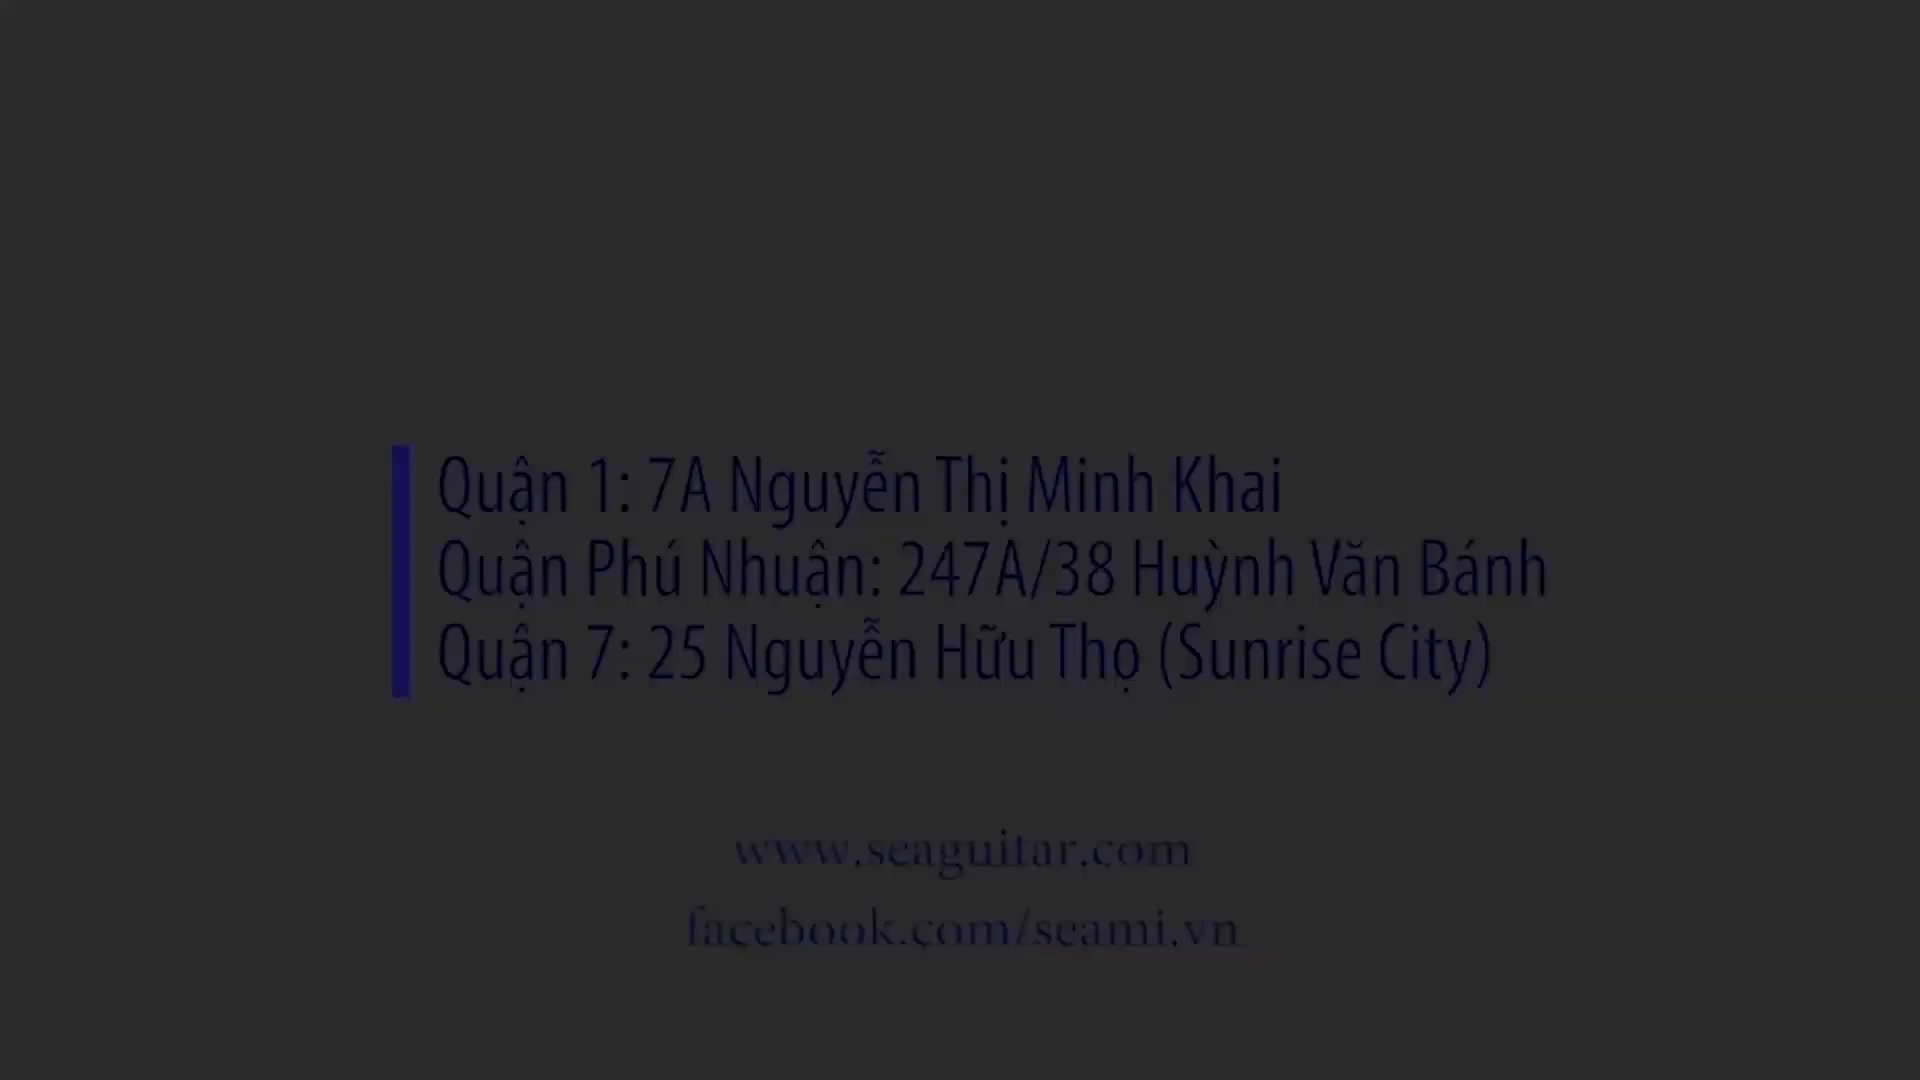 Quận 1: 7A Nguyễn Thị Minh Khai
Quận Phú Nhuận: 247A/38 Huỳnh Văn Bánh
Quận 7: 25 Nguyễn Hữu Thọ (Sunrise City)
www.seaguitar.com
facebook.com/seami.vn